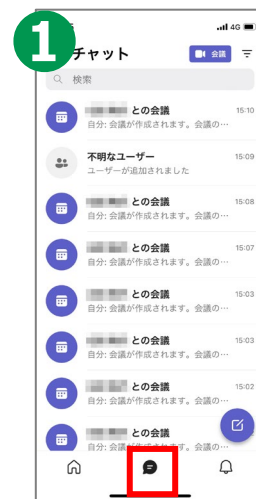 1
4G
チャット
会議
検索
との会議 15:10
自分: 会議が作成されます。会議の…
不明なユーザー 15:09
ユーザーが追加されました
との会議 15:08
自分: 会議が作成されます。会議の…
との会議 15:07
自分: 会議が作成されます。会議の…
との会議 15:03
自分: 会議が作成されます。会議の…
との会議 15:03
自分: 会議が作成されます。会議の…
との会議 15:02
自分: 会議が作成されます。会議の…
との会議
自分: 会議が作成されます。会議の…